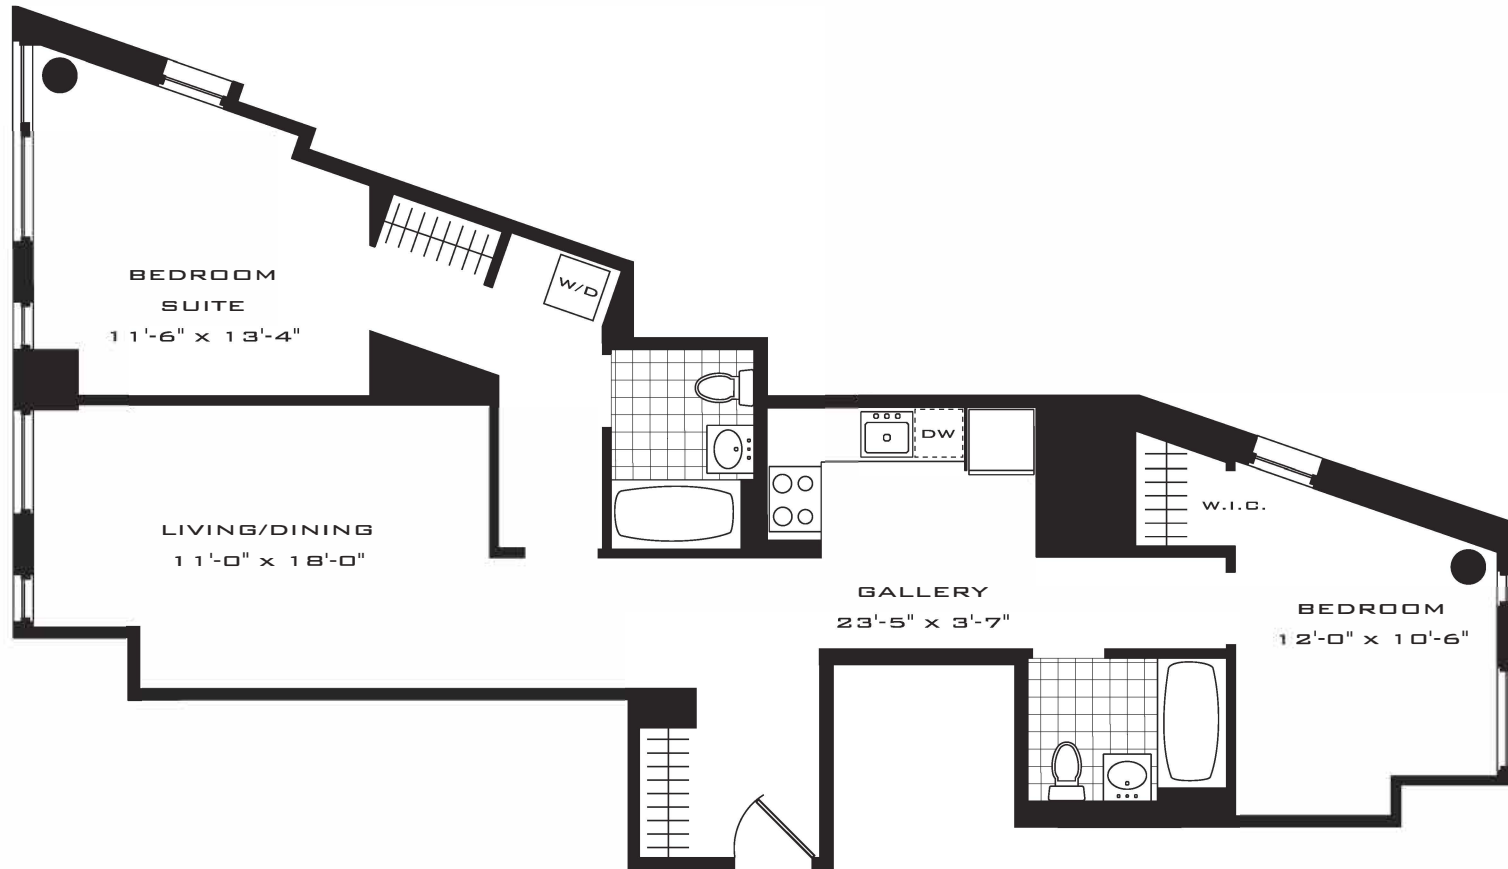 BEDROOM
SUITE
11'-6" x 13'-4"
W/D
LIVING/DINING
11'-0" x 18'-0"
DW
W.I.C.
GALLERY
23'-5" x 3'-7"
BEDROOM
12'-0" x 10'-6"